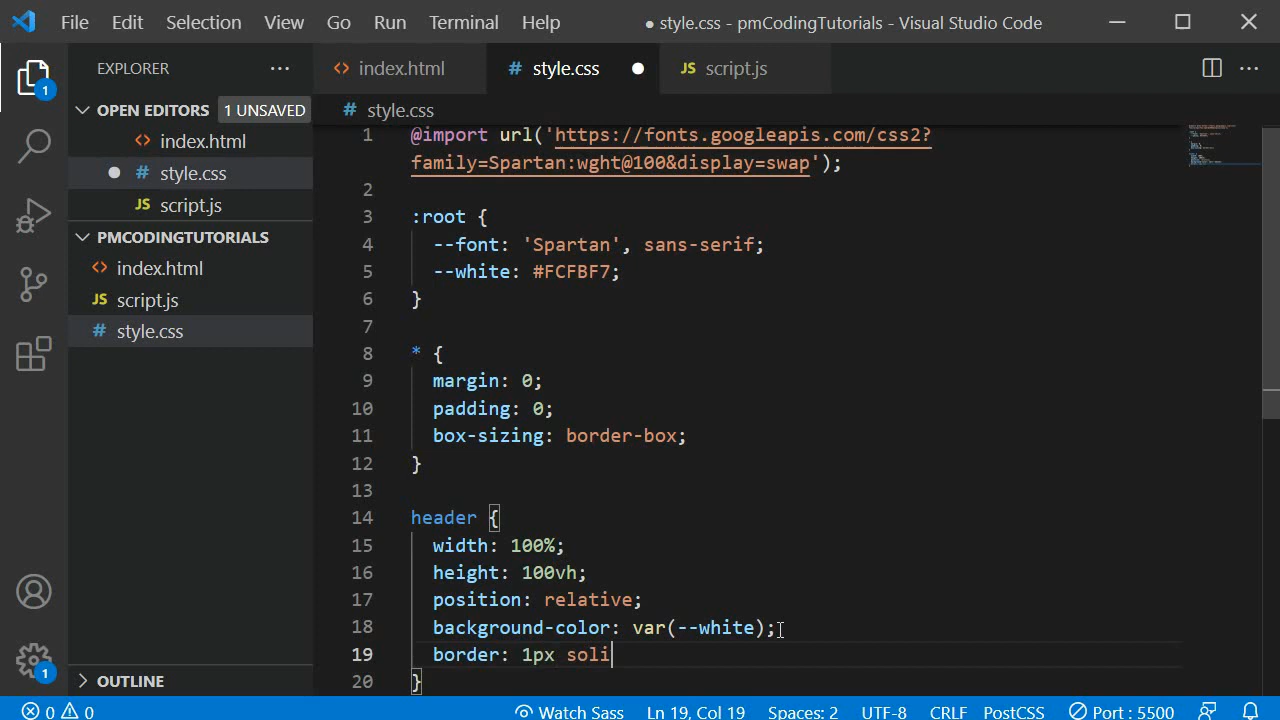 File Edit Selection View Go Run Terminal Help ● style.css - pmCodingTutorials - Visual Studio Code
EXPLORER
index.html
style.css
script.js
OPEN EDITORS 1 UNSAVED
index.html
style.css
script.js
PMCODINGTUTORIALS
index.html
script.js
style.css
OUTLINE
1
1
style.css
1 @import url('https://fonts.googleapis.com/css2?
family=Spartan:wght@100&display=swap');
2
3 :root {
4 --font: 'Spartan', sans-serif;
5 --white: #FCFBF7;
6 }
7
8 * {
9 margin: 0;
10 padding: 0;
11 box-sizing: border-box;
12 }
13
14 header {
15 width: 100%;
16 height: 100vh;
17 position: relative;
18 background-color: var(--white);
19 border: 1px soli
20 }
0 0 Watch Sass Ln 19, Col 19 Spaces: 2 UTF-8 CRLF PostCSS Port : 5500